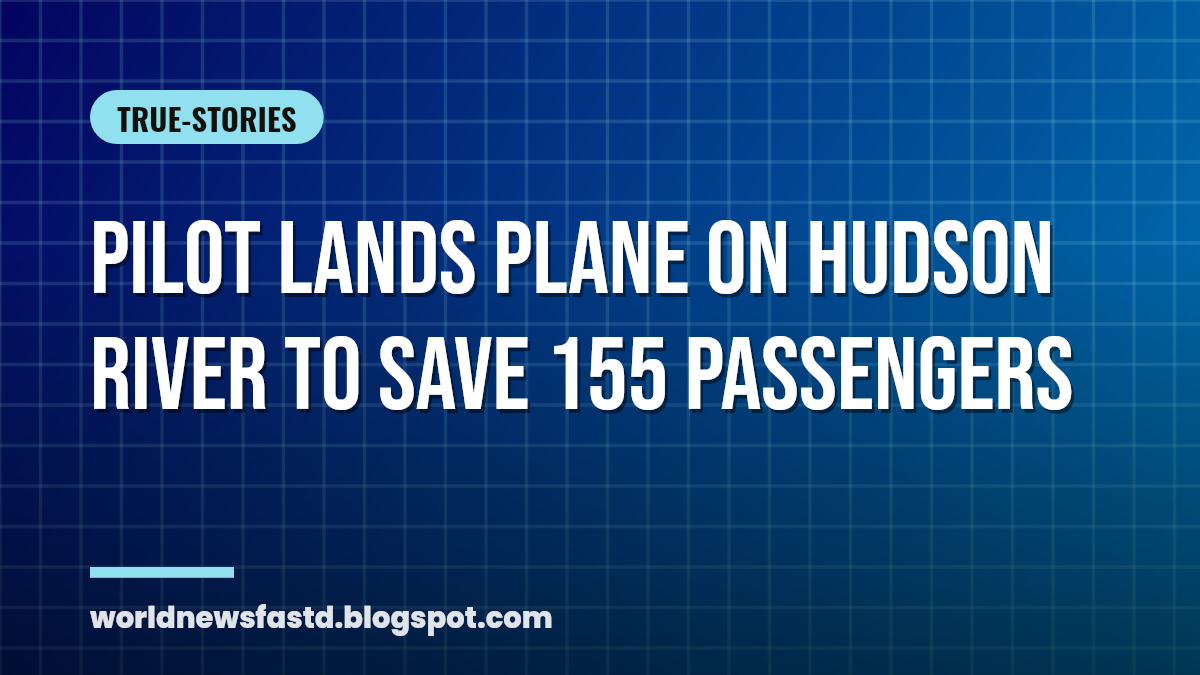 TRUE-STORIES
PILOT LANDS PLANE ON HUDSON
RIVER TO SAVE 155 PASSENGERS
worldnewsfastd.blogspot.com